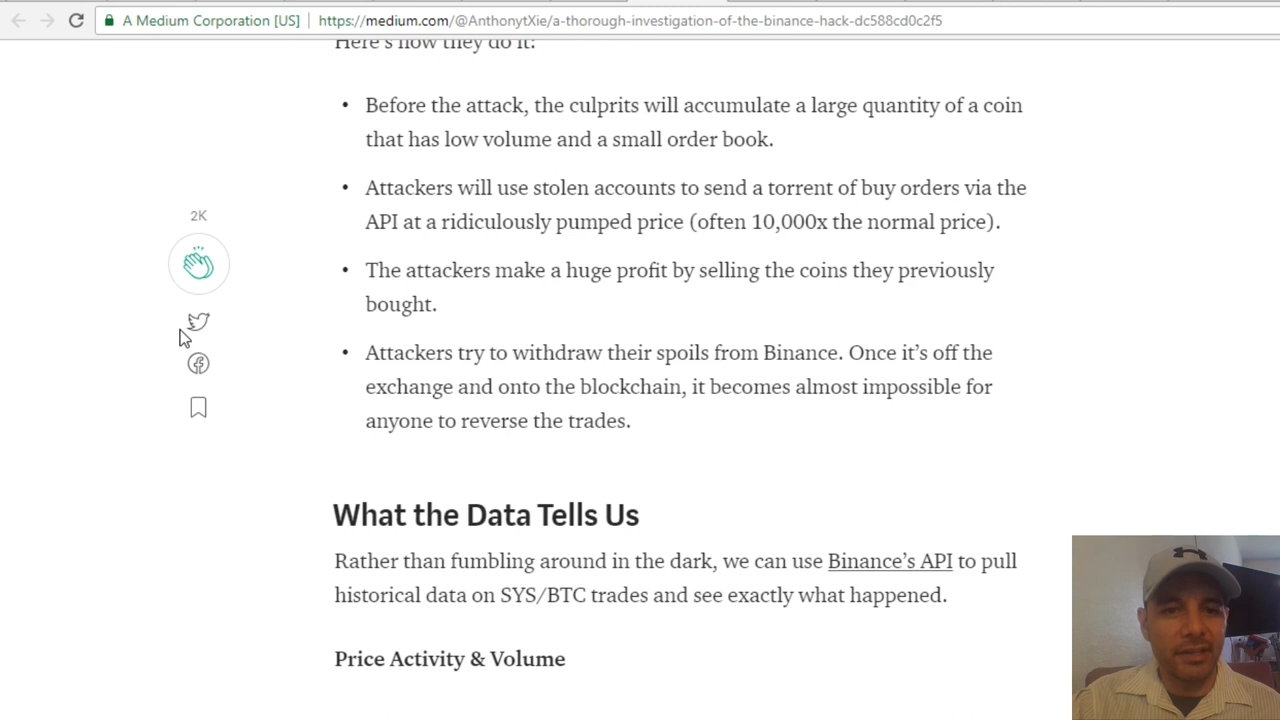 A Medium Corporation [US]
https://medium.com/@AnthonytXie/a-thorough-investigation-of-the-binance-hack-dc588cd0c2f5
Here's how they do it:
• Before the attack, the culprits will accumulate a large quantity of a coin
that has low volume and a small order book.
• Attackers will use stolen accounts to send a torrent of buy orders via the
API at a ridiculously pumped price (often 10,000x the normal price).
2K
• The attackers make a huge profit by selling the coins they previously
bought.
• Attackers try to withdraw their spoils from Binance. Once it's off the
exchange and onto the blockchain, it becomes almost impossible for
anyone to reverse the trades.
What the Data Tells Us
Rather than fumbling around in the dark, we can use Binance's API to pull
historical data on SYS/BTC trades and see exactly what happened.
Price Activity & Volume